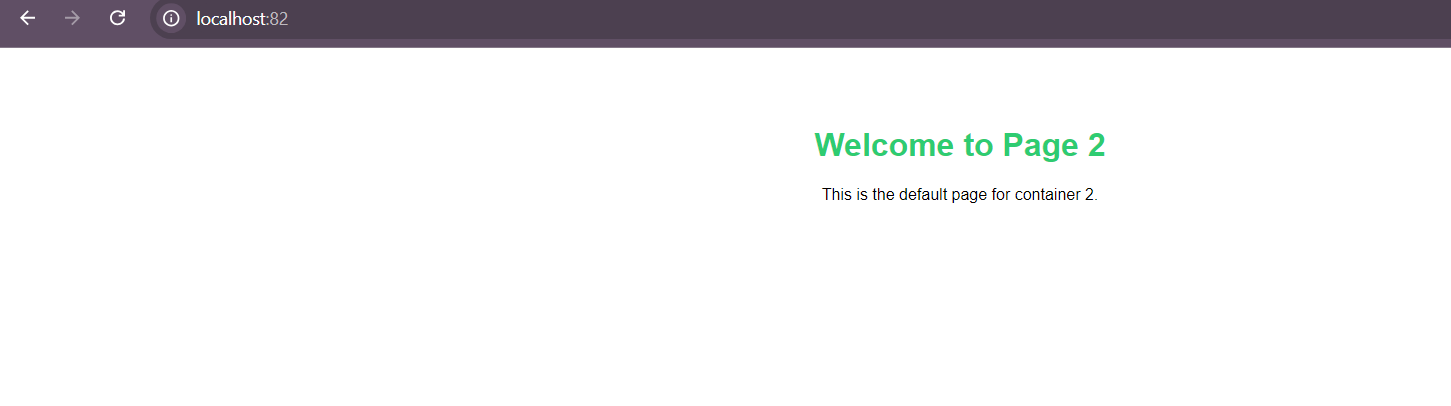 localhost:82
Welcome to Page 2
This is the default page for container 2.